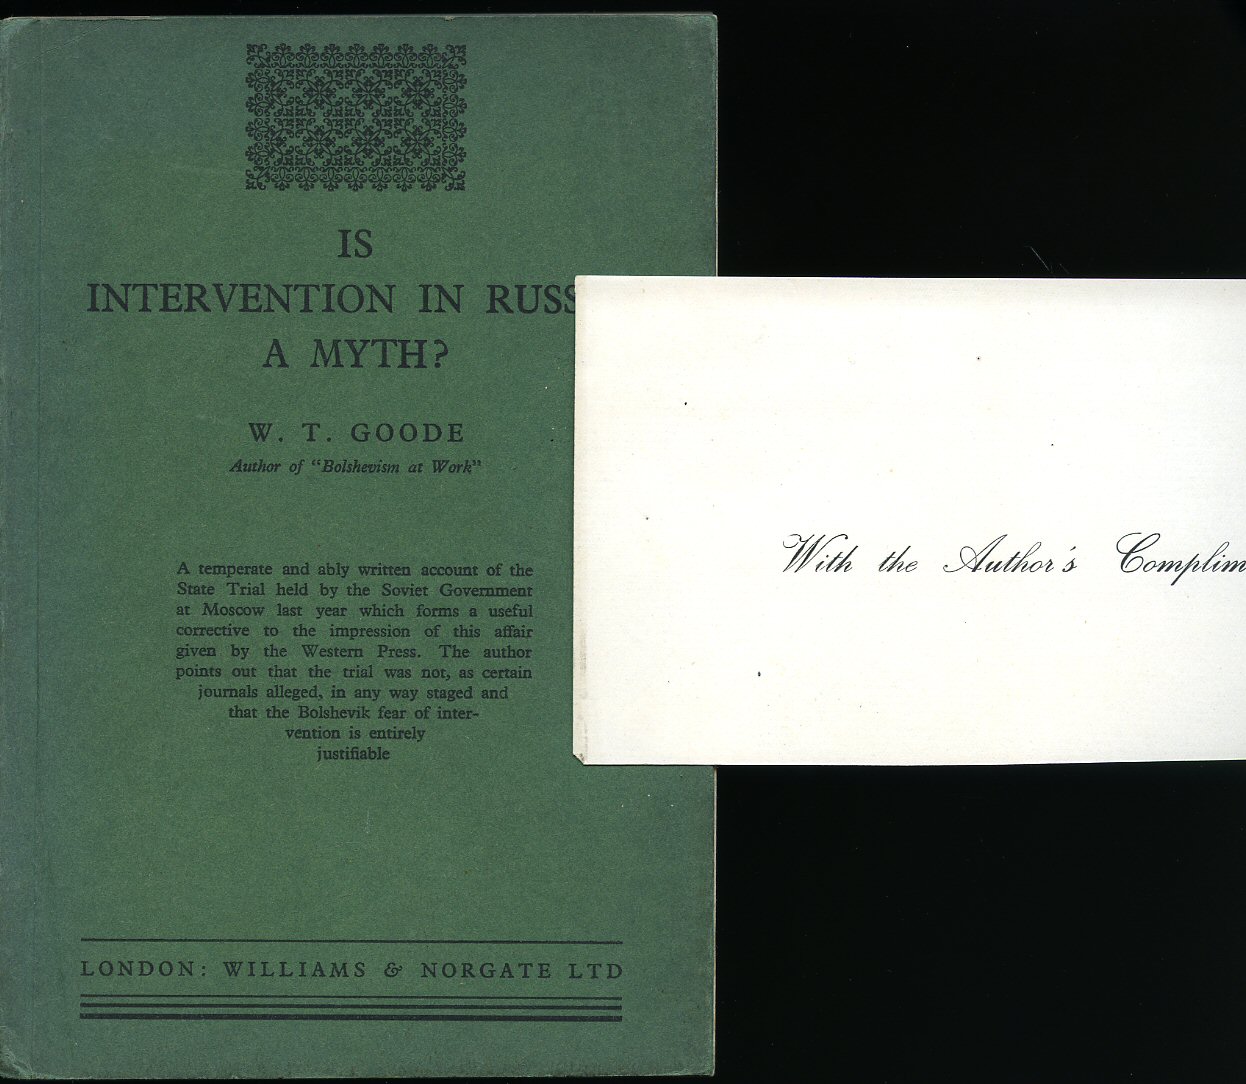 IS
INTERVENTION IN RUSS
A MYTH?
W. T. GOODE
Author of "Bolshevism at Work"
A temperate and ably written account of the
State Trial held by the Soviet Government
at Moscow last year which forms a useful
corrective to the impression of this affair
given by the Western Press. The author
points out that the trial was not, as certain
journals alleged, in any way staged and
that the Bolshevik fear of inter-
vention is entirely
justifiable
LONDON: WILLIAMS & NORGATE LTD
With the Author's Complim